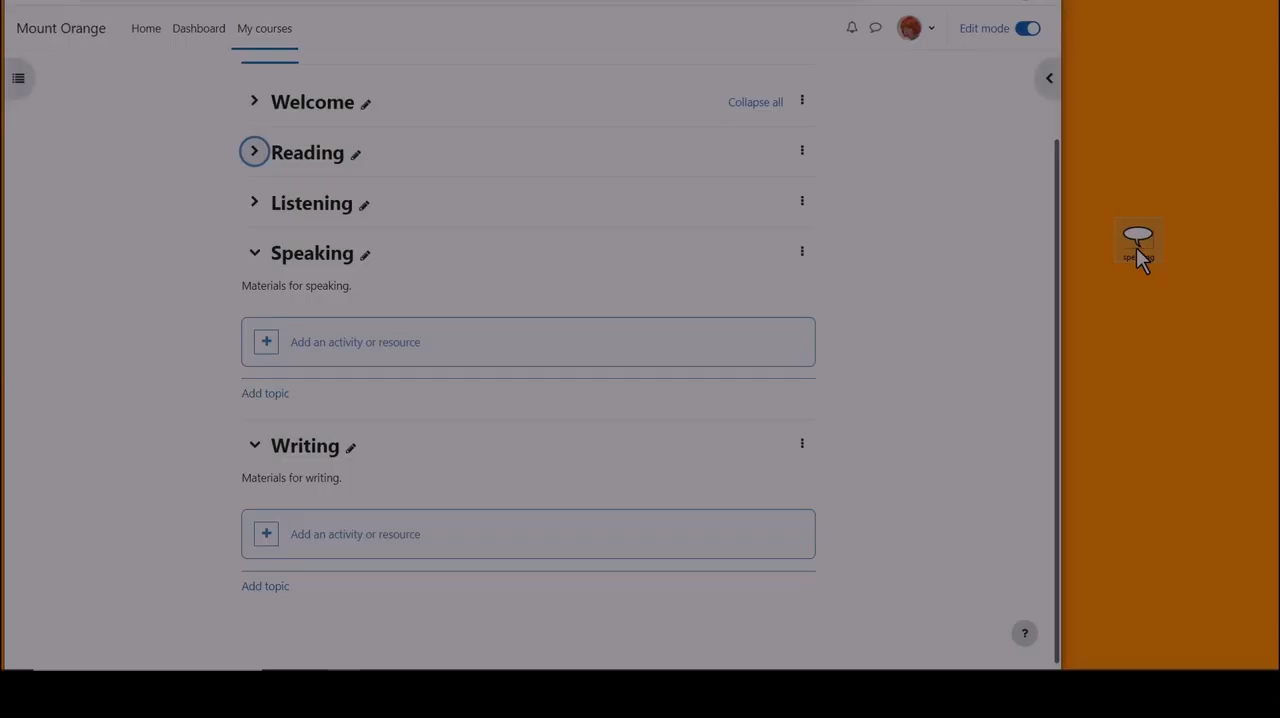 Mount Orange Home Dashboard My courses Edit mode
Welcome Collapse all
Reading
Listening
Speaking
Materials for speaking.
Add an activity or resource
Add topic
Writing
Materials for writing.
Add an activity or resource
Add topic
?